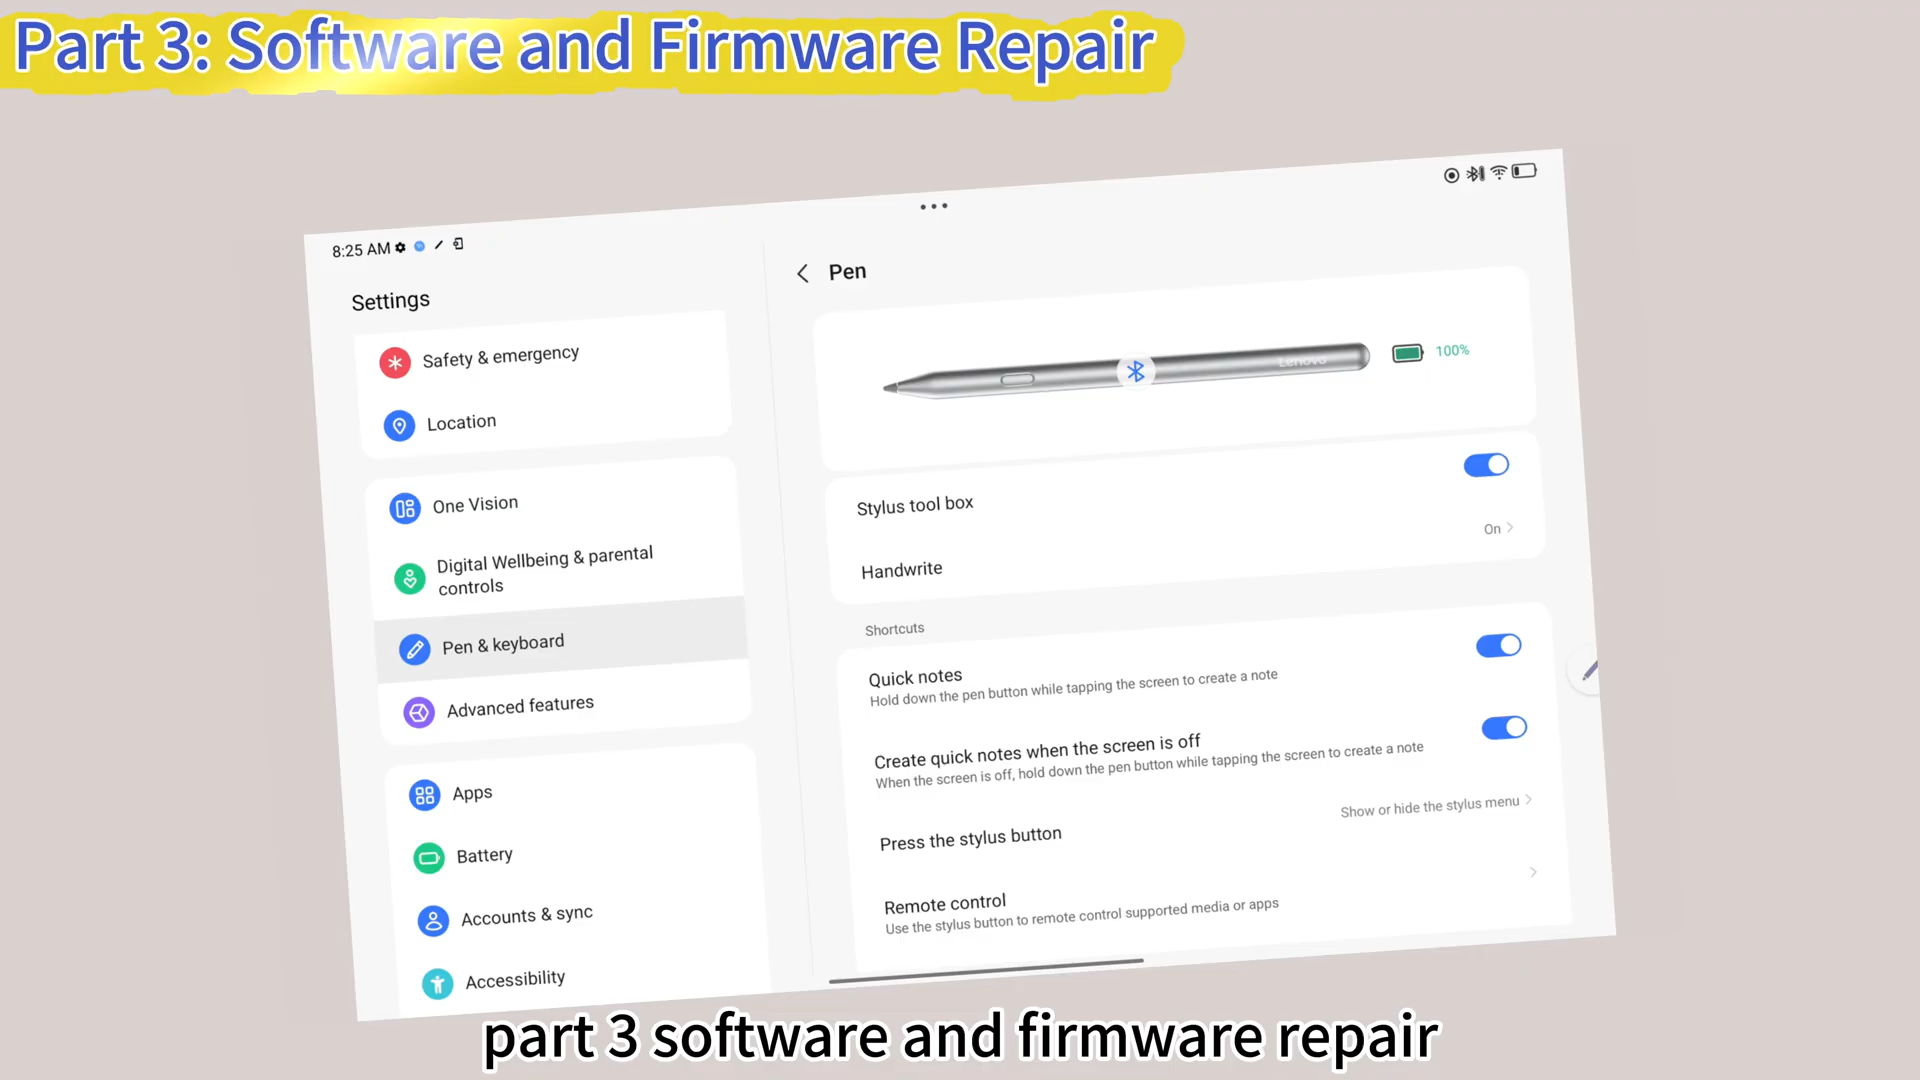 Part 3: Software and Firmware Repair
8:25 AM
Settings
Safety & emergency
Location
One Vision
Digital Wellbeing & parental
controls
Pen & keyboard
Advanced features
Apps
Battery
Accounts & sync
Accessibility
Pen
Lenovo
100%
Stylus tool box
Handwrite
On
Shortcuts
Quick notes
Hold down the pen button while tapping the screen to create a note
Create quick notes when the screen is off
When the screen is off, hold down the pen button while tapping the screen to create a note
Press the stylus button
Show or hide the stylus menu
Remote control
Use the stylus button to remote control supported media or apps
part 3 software and firmware repair